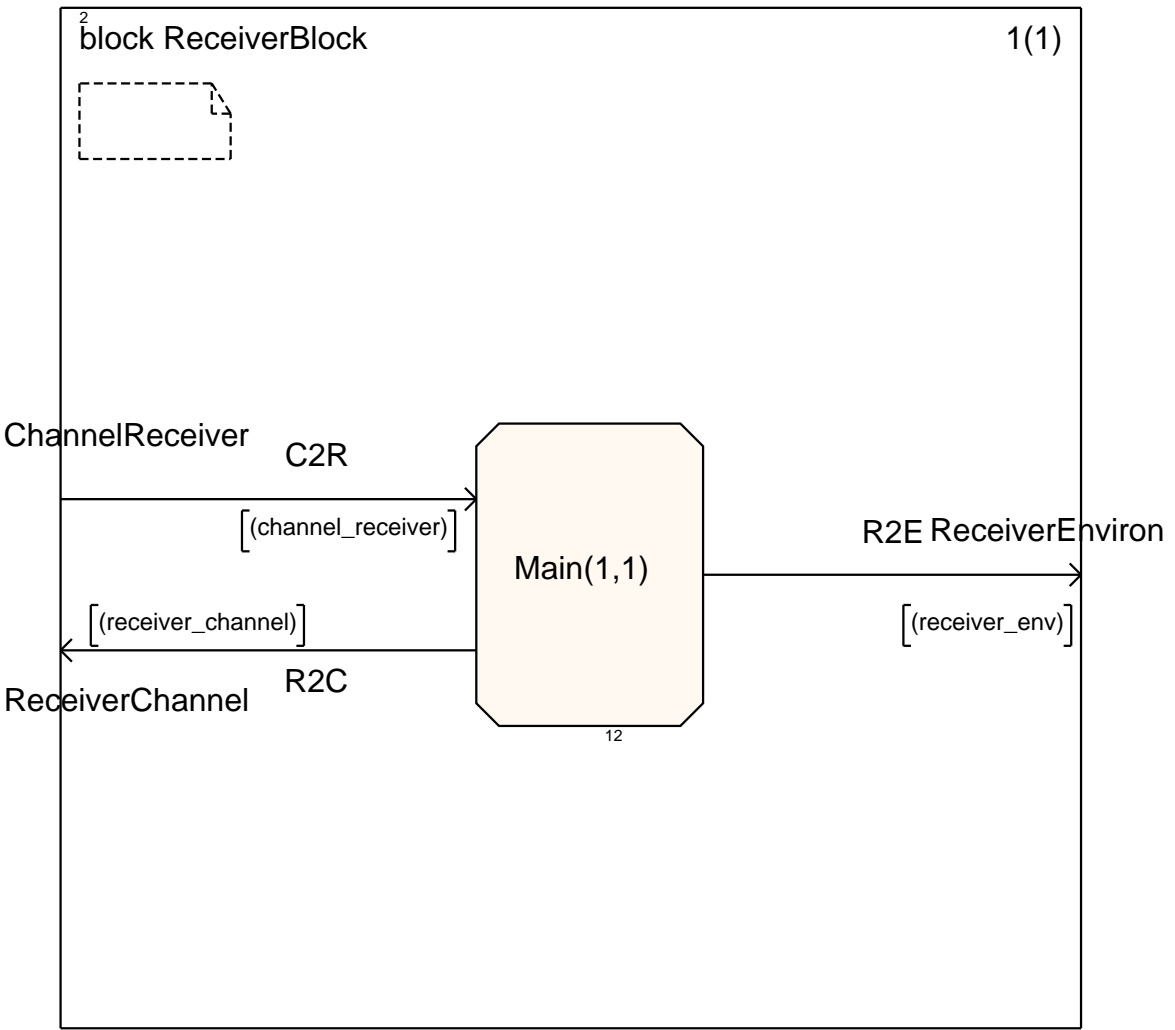 2
block ReceiverBlock
1(1)
ChannelReceiver
C2R
[(channel_receiver)]
Main(1,1)
R2E
ReceiverEnviron
[(receiver_channel)]
[(receiver_env)]
R2C
ReceiverChannel
12